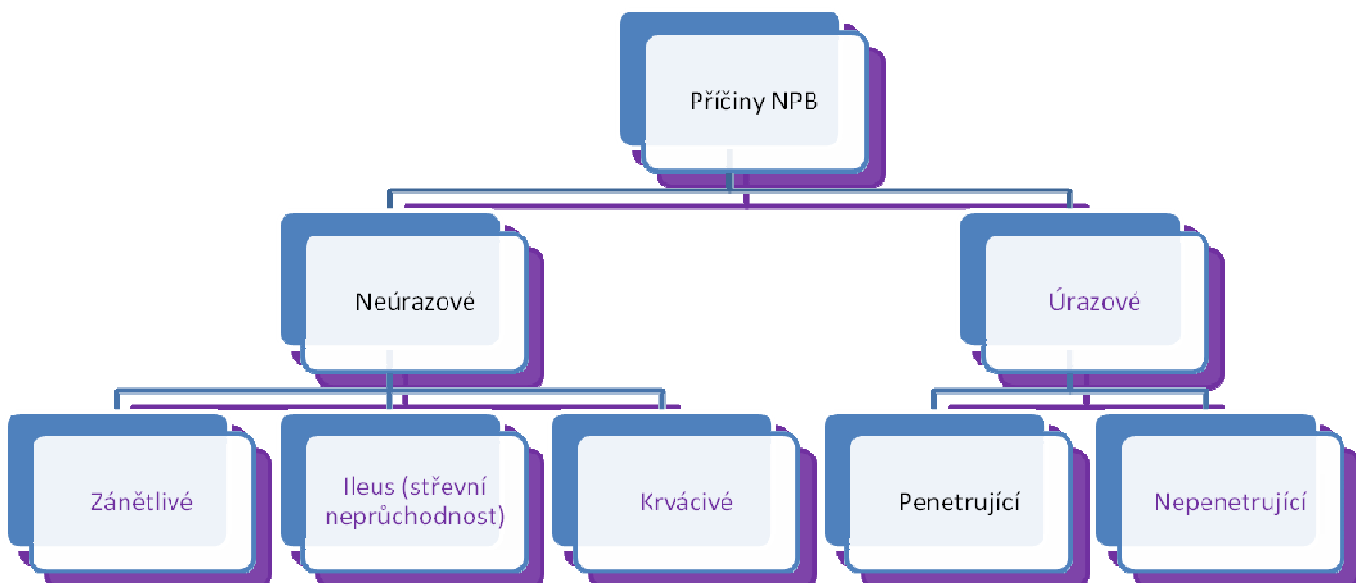 Příčiny NPB
Neúrazové
Úrazové
Zánětlivé
Ileus (střevní
neprůchodnost)
Krvácivé
Penetrující
Nepenetrující